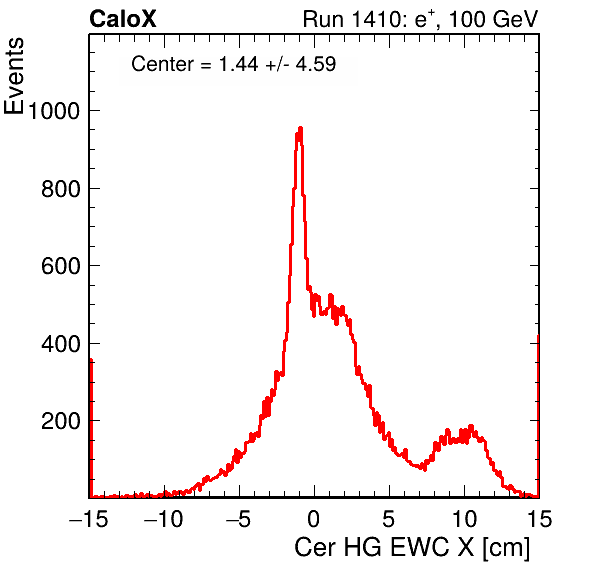 CaloX Run 1410: e⁺, 100 GeV
Center = 1.44 +/- 4.59
Events
1000
800
600
400
200
−15 −10 −5 0 5 10 15
Cer HG EWC X [cm]